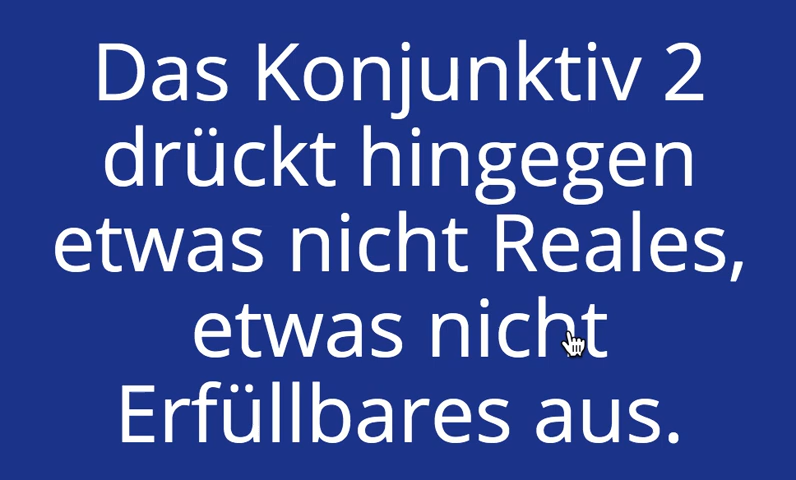 Das Konjunktiv 2
drückt hingegen
etwas nicht Reales,
etwas nicht
Erfüllbares aus.